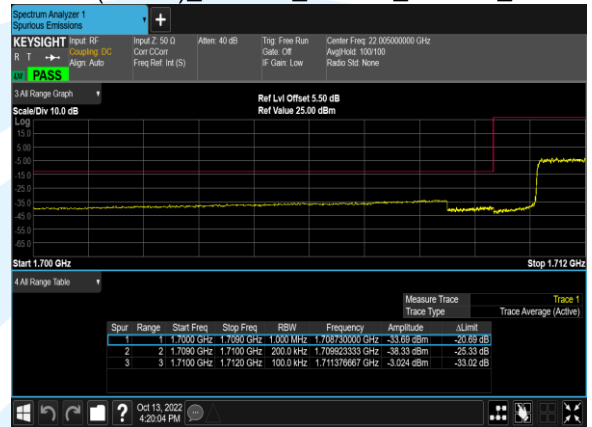 Spectrum Analyzer 1
Spurious Emissions
KEYSIGHT Input: RF Input Z: 50 Ω Atten: 40 dB Trig: Free Run Center Freq: 22.005000000 GHz
R T Coupling: DC Corr CCorr Gate: Off Avg|Hold: 100/100
Align: Auto Freq Ref: Int (S) IF Gain: Low Radio Std: None
PASS
3 All Range Graph
Ref Lvl Offset 5.50 dB
Scale/Div 10.0 dB Ref Value 25.00 dBm
Log
15.0
5.00
-5.00
-15.0
-25.0
-35.0
-45.0
-55.0
-65.0
Start 1.700 GHz Stop 1.712 GHz
4 All Range Table
Measure Trace Trace 1
Trace Type Trace Average (Active)
Spur Range Start Freq Stop Freq RBW Frequency Amplitude ΔLimit
1 1 1.7000 GHz 1.7090 GHz 1.000 MHz 1.708730000 GHz -33.69 dBm -20.69 dB
2 2 1.7090 GHz 1.7100 GHz 200.0 kHz 1.709923333 GHz -38.33 dBm -25.33 dB
3 3 1.7100 GHz 1.7120 GHz 100.0 kHz 1.711376667 GHz -3.024 dBm -33.02 dB
? Oct 13, 2022
4:20:04 PM